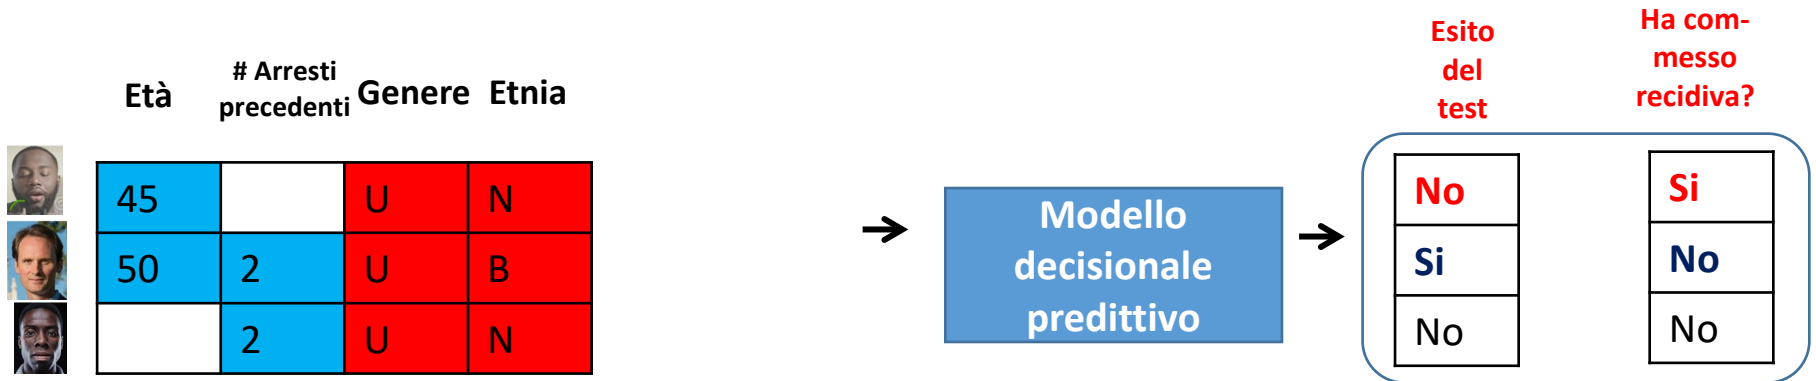 Età
# Arresti
precedenti
Genere
Etnia
Esito
del
test
Ha com-
messo
recidiva?
45 U N
50 2 U B
2 U N
Modello
decisionale
predittivo
No Si
Si No
No No